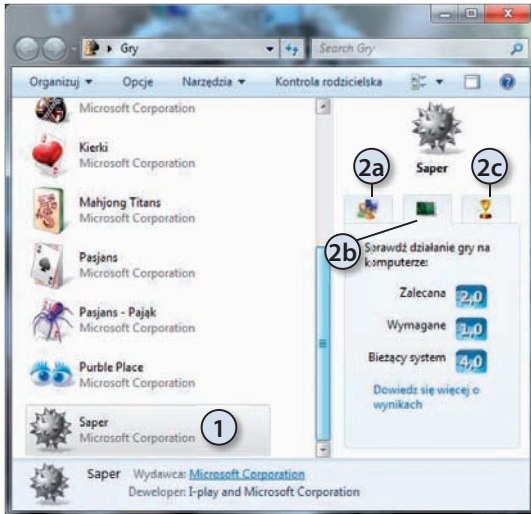 Gry
Search Gry
Organizuj
Opcje
Narzędzia
Kontrola rodzicielska
Microsoft Corporation
Kierki
Microsoft Corporation
Mahjong Titans
Microsoft Corporation
Pasjans
Microsoft Corporation
Pasjans - Pająk
Microsoft Corporation
Purble Place
Microsoft Corporation
Saper
Microsoft Corporation
1
Saper
2a
2c
2b
Sprawdź działanie gry na
komputerze:
Zalecana 2,0
Wymagane 1,0
Bieżący system 4,0
Dowiedz się więcej o
wynikach
Saper Wydawca: Microsoft Corporation
Deweloper: I-play and Microsoft Corporation